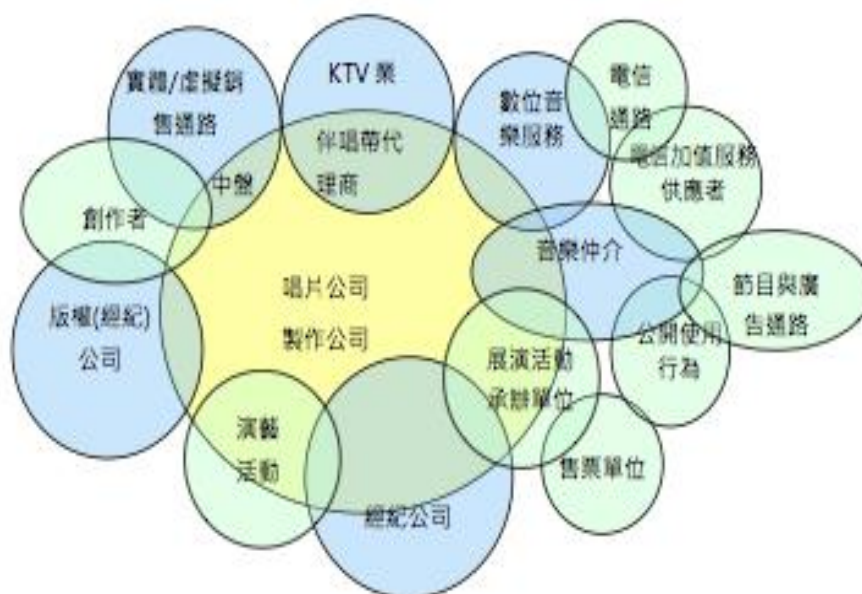 實體/虛擬銷
售通路
中盤
KTV 業
伴唱帶代
理商
數位音
樂服務
電信
通路
電信加值服務
供應者
創作者
音樂仲介
版權(經紀)
公司
唱片公司
製作公司
節目與廣
告通路
公開使用
行為
展演活動
承辦單位
演藝
活動
售票單位
經紀公司